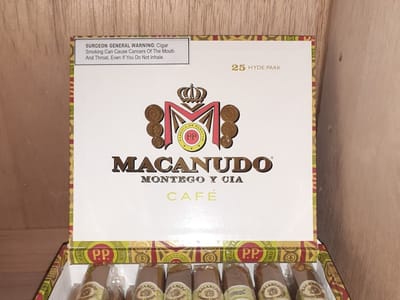 SURGEON GENERAL WARNING: Cigar
Smoking Can Cause Cancers Of The Mouth
And Throat, Even If You Do Not Inhale.
25 HYDE PARK
P.P.
MACANUDO
MONTEGO Y CIA
CAFÉ
P.P.
P.P.